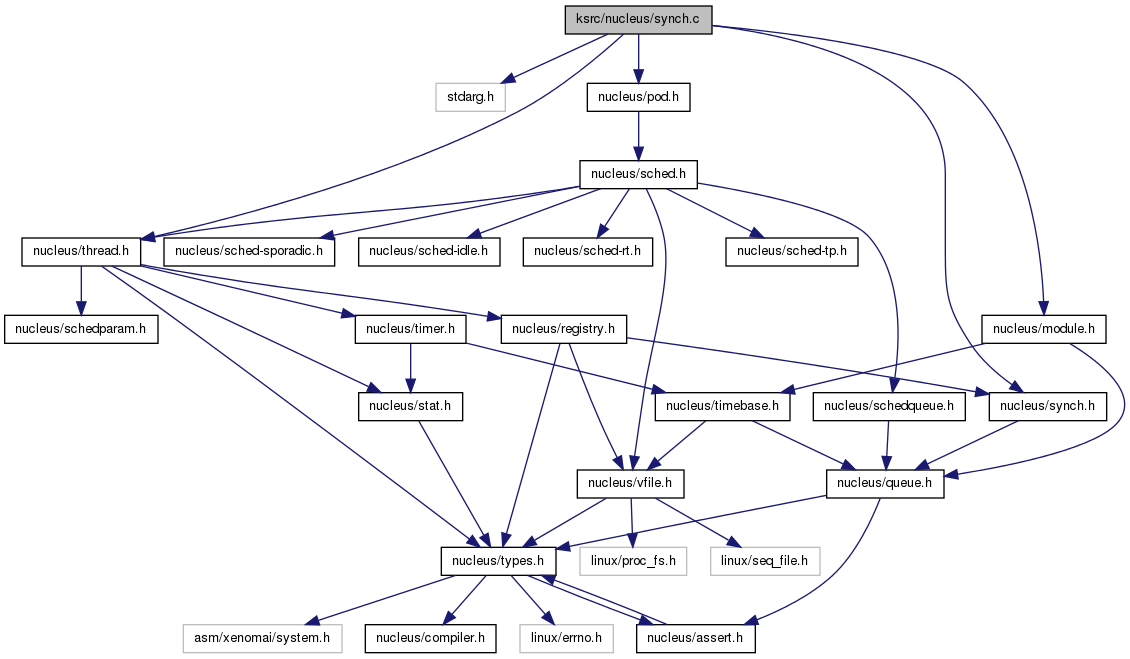 ksrc/nucleus/synch.c
stdarg.h
nucleus/pod.h
nucleus/sched.h
nucleus/thread.h
nucleus/sched-sporadic.h
nucleus/sched-idle.h
nucleus/sched-rt.h
nucleus/sched-tp.h
nucleus/schedparam.h
nucleus/timer.h
nucleus/registry.h
nucleus/module.h
nucleus/stat.h
nucleus/timebase.h
nucleus/schedqueue.h
nucleus/synch.h
nucleus/vfile.h
nucleus/queue.h
nucleus/types.h
linux/proc_fs.h
linux/seq_file.h
asm/xenomai/system.h
nucleus/compiler.h
linux/errno.h
nucleus/assert.h